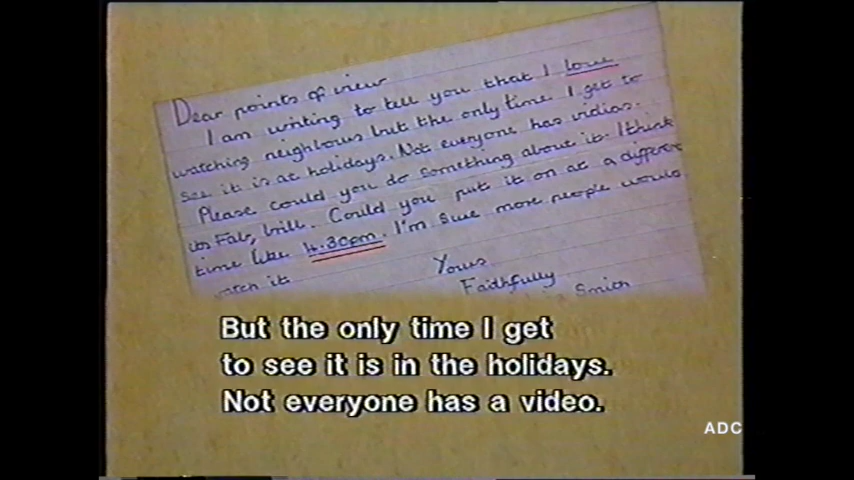 Dear points of view
I am writing to tell you that I love
watching neighbours but the only time I get to
see it is at holidays. Not everyone has vidias.
Please could you do something about it. I think
its Fab, brill. Could you put it on at a different
time like 4.30pm. I'm sure more people would
watch it
Yours
Faithfully
Smith
But the only time I get
to see it is in the holidays.
Not everyone has a video.
ADC